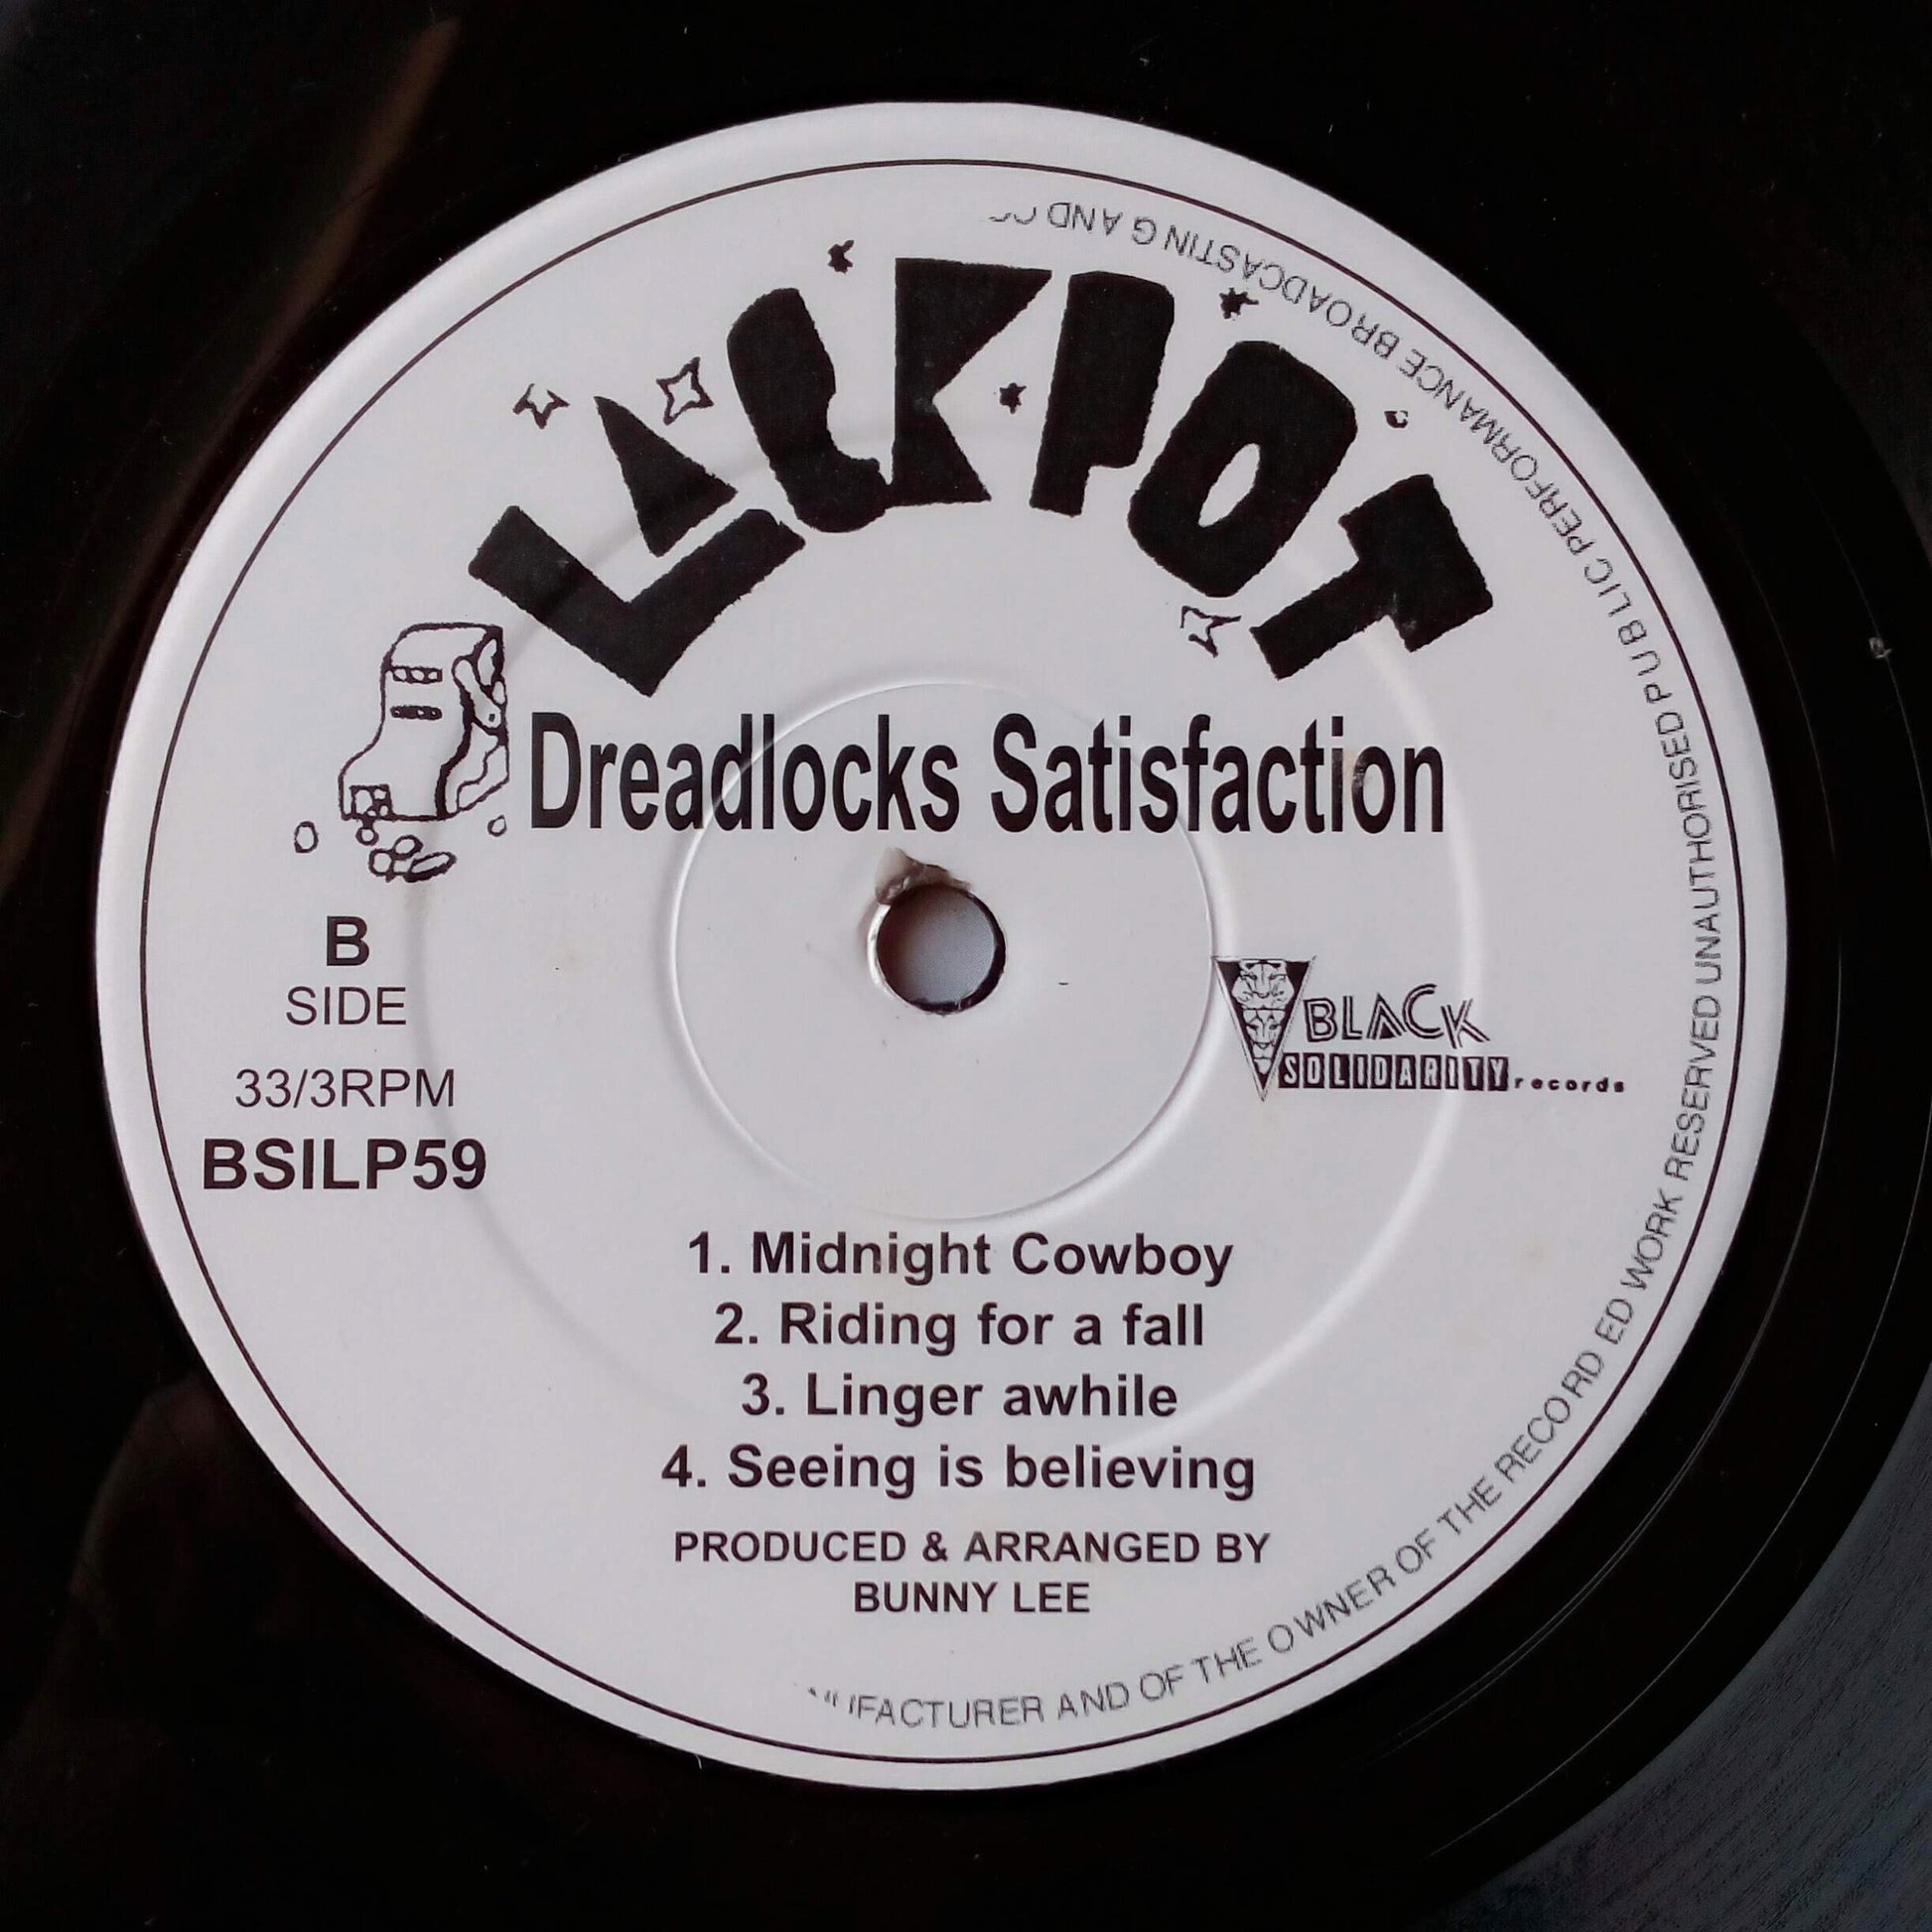 JACKPOT
Dreadlocks Satisfaction
B
SIDE
33/3RPM
BSILP59
BLACK
SOLIDARITY records
1. Midnight Cowboy
2. Riding for a fall
3. Linger awhile
4. Seeing is believing
PRODUCED & ARRANGED BY
BUNNY LEE
AND OF THE OWNER OF THE RECORD ED WORK RESERVED UNAUTHORISED PUBLIC PERFORMANCE BROADCASTING AND